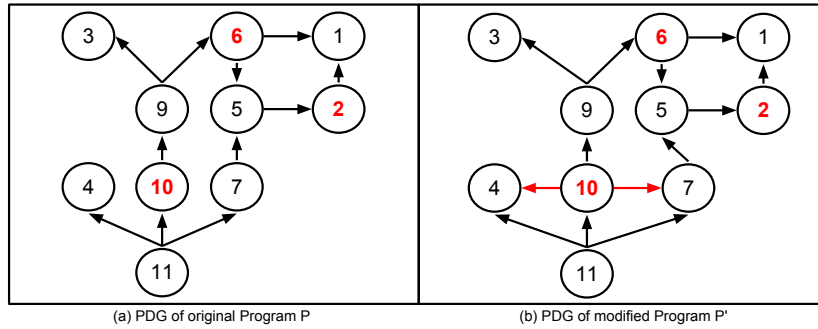 3 6 1 3 6 1
9 5 2 9 5 2
4 10 7 4 10 7
11 11
(a) PDG of original Program P (b) PDG of modified Program P'